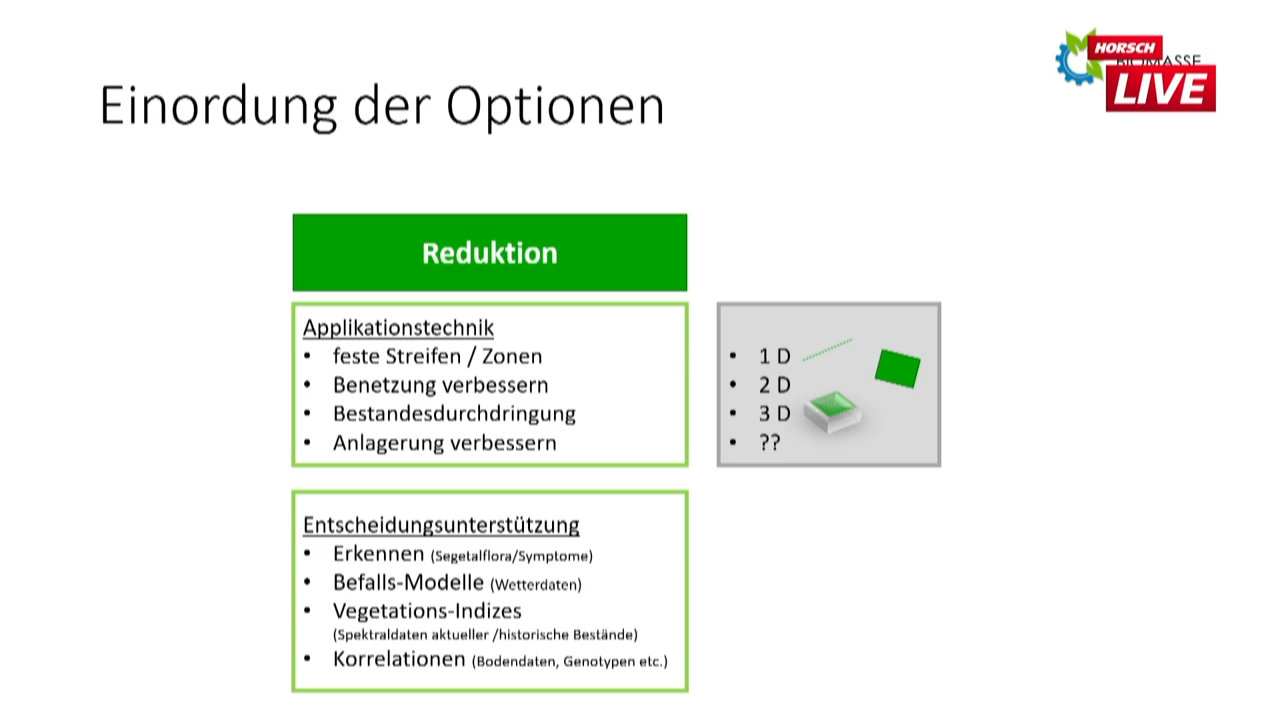 HORSCH
LIVE
Einordung der Optionen
Reduktion
Applikationstechnik
• feste Streifen / Zonen
• Benetzung verbessern
• Bestandesdurchdringung
• Anlagerung verbessern
• 1 D
• 2 D
• 3 D
• ??
Entscheidungsunterstützung
• Erkennen (Segetalflora/Symptome)
• Befalls-Modelle (Wetterdaten)
• Vegetations-Indizes
(Spektraldaten aktueller /historische Bestände)
• Korrelationen (Bodendaten, Genotypen etc.)